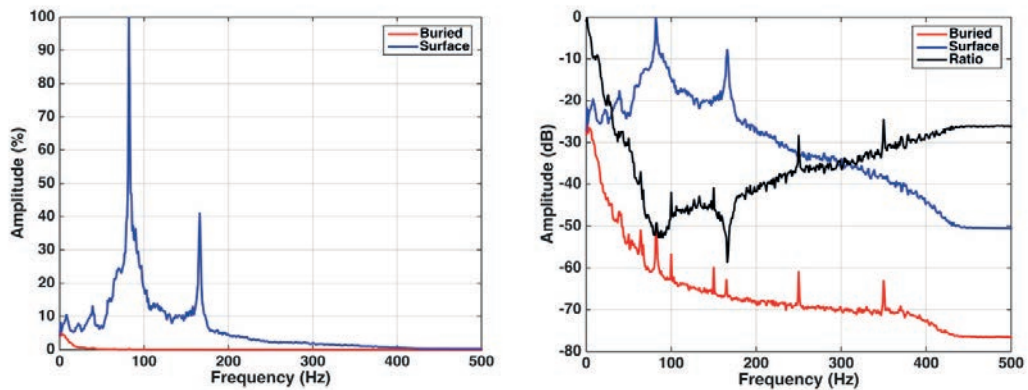 100
90
80
70
60
50
40
30
20
10
0
Amplitude (%)
0 100 200 300 400 500
Frequency (Hz)
Buried
Surface
0
-10
-20
-30
-40
-50
-60
-70
-80
Amplitude (dB)
0 100 200 300 400 500
Frequency (Hz)
Buried
Surface
Ratio